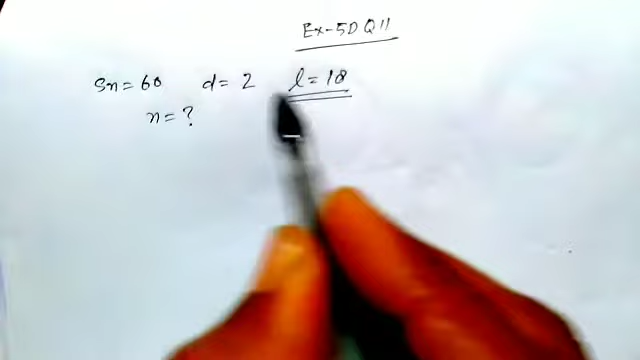 Ex-5D Q11
Sn = 60 d = 2 l = 18
n = ?